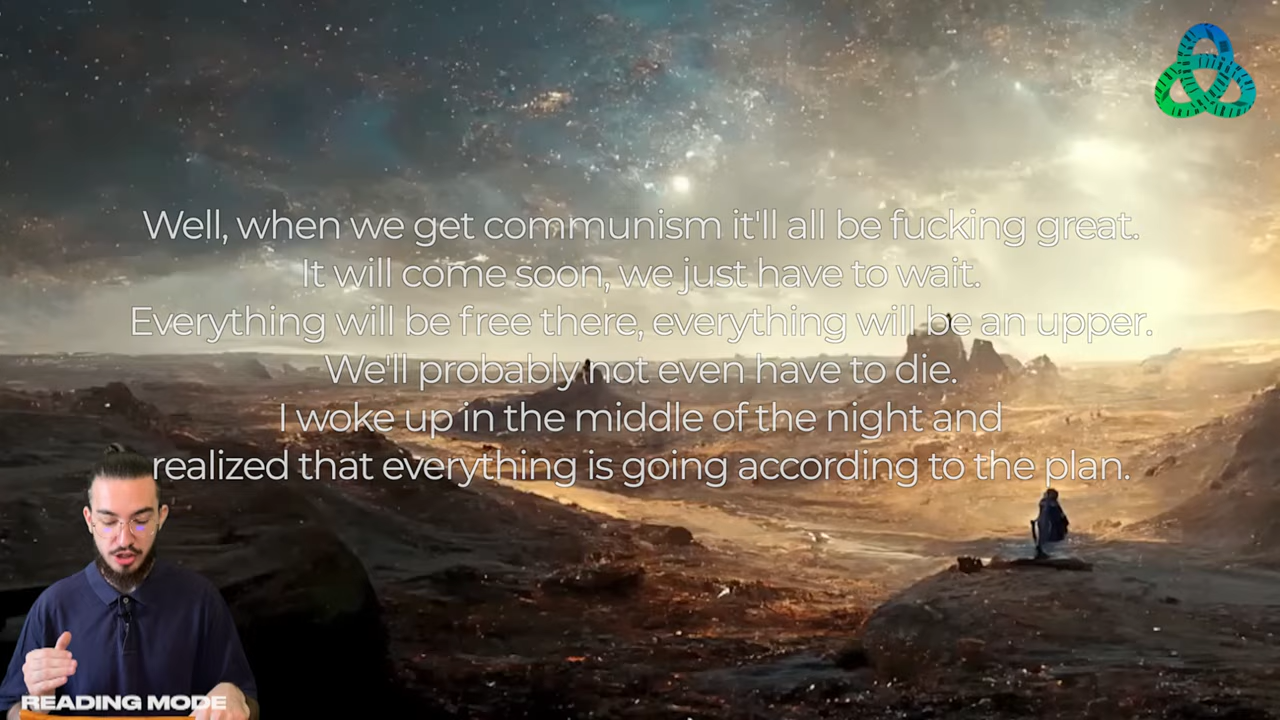 Well, when we get communism it'll all be fucking great.
It will come soon, we just have to wait.
Everything will be free there, everything will be an upper.
We'll probably not even have to die.
I woke up in the middle of the night and
realized that everything is going according to the plan.
READING MODE